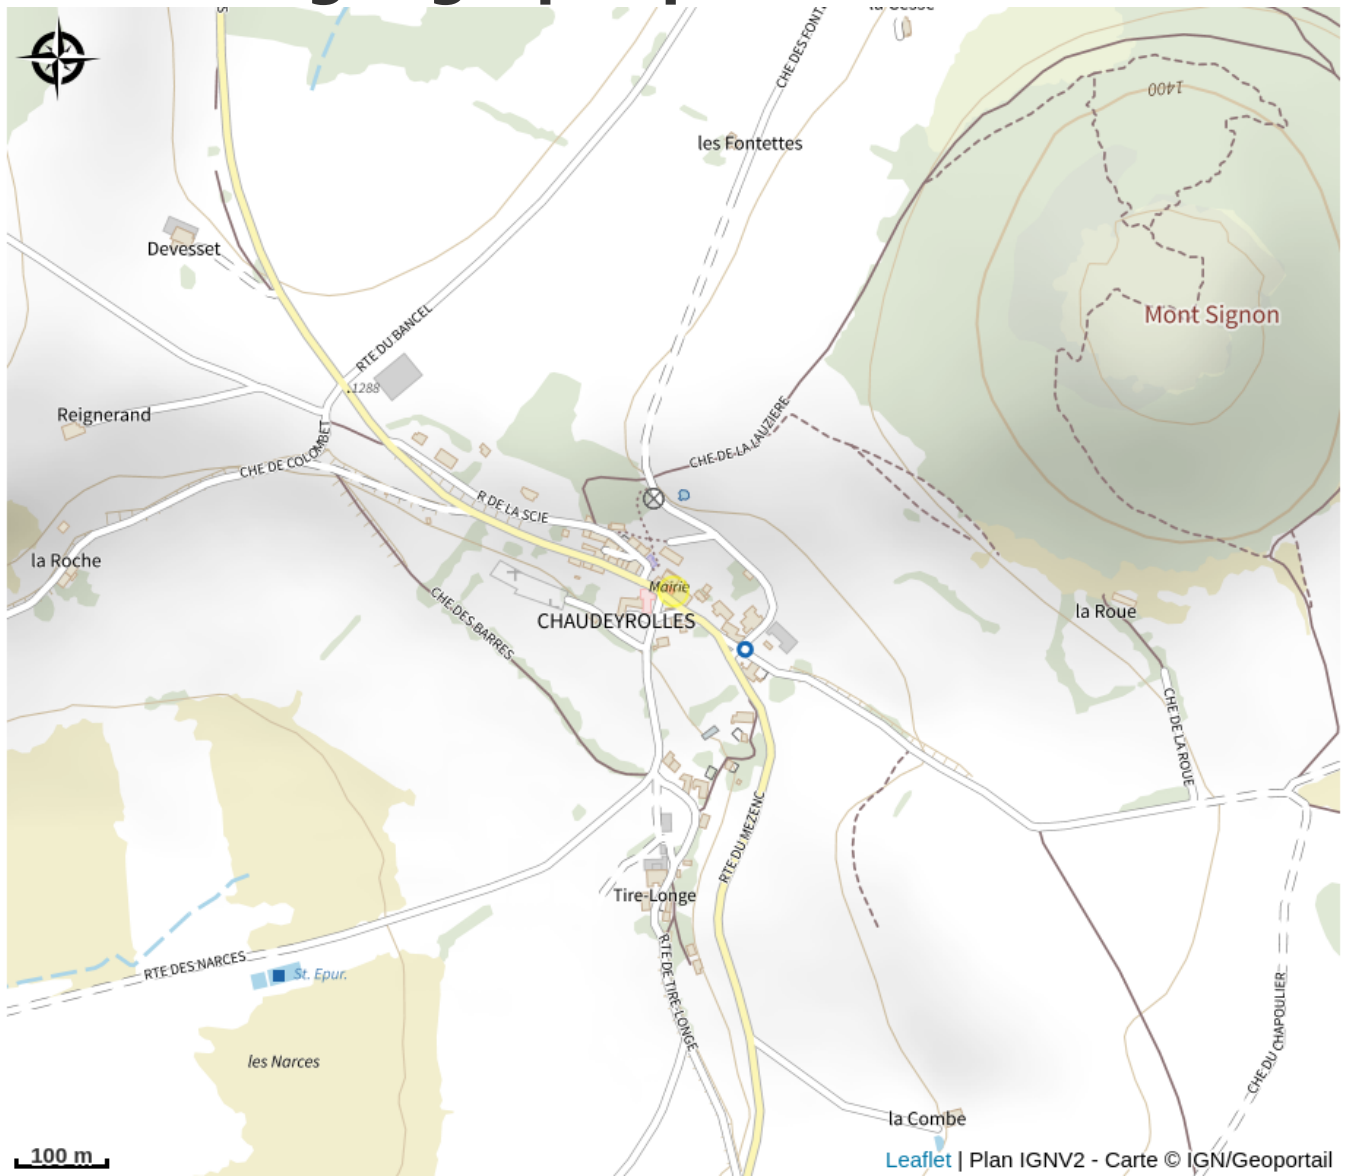 CHE DES FONT
les Fontettes
1400
Devesset
Mont Signon
RTE DU BANCEL
1288
Reignerand
CHE DE COLOMBET
CHE DE LA LAUZIERE
R DE LA SCIE
la Roche
Mairie
CHE DES BARRES
CHAUDEYROLLES
la Roue
CHE DE LA ROUE
RTE DU MEZENC
Tire-Longe
RTE DES NARCES
St. Epur.
RTE DE TIRE-LONGE
les Narces
CHE DU CHAPOULIER
la Combe
100 m
Leaflet | Plan IGNV2 - Carte © IGN/Geoportail